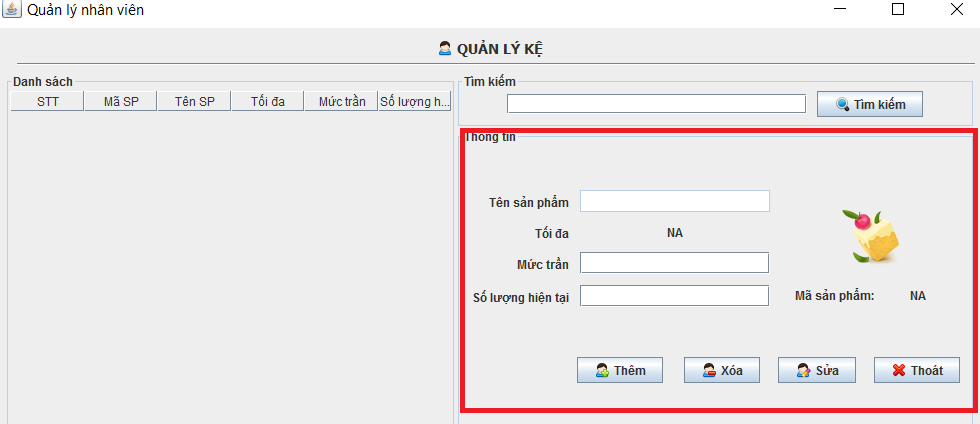 Quản lý nhân viên
QUẢN LÝ KỆ
Danh sách
STT Mã SP Tên SP Tối đa Mức trần Số lượng h...
Tìm kiếm
Tìm kiếm
Thông tin
Tên sản phẩm
Tối đa NA
Mức trần
Số lượng hiện tại
Mã sản phẩm: NA
Thêm Xóa Sửa Thoát